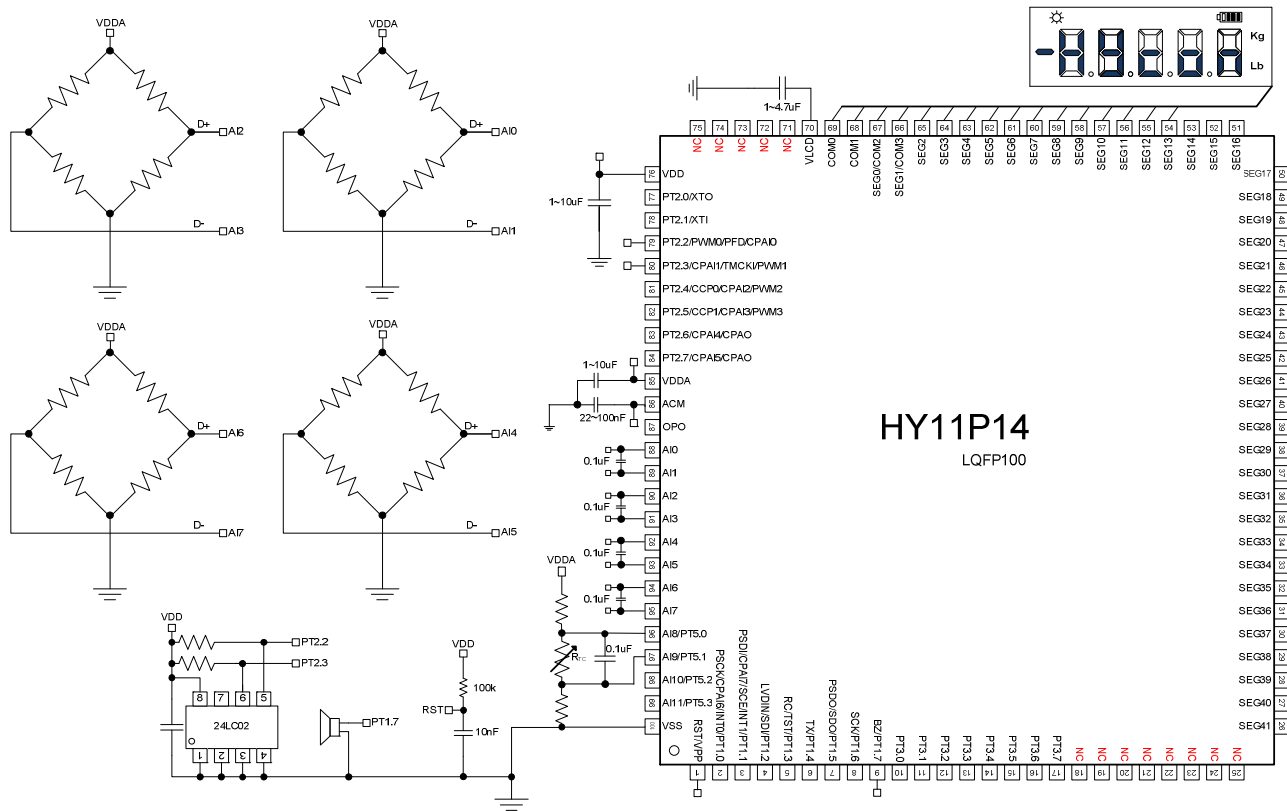 VDDA
D+
AI2
D-
AI3
VDDA
D+
AI0
D-
AI1
VDDA
D+
AI6
D-
AI7
VDDA
D+
AI4
D-
AI5
Kg
Lb
1~4.7uF
75 74 73 72 71 70 69 68 67 66 65 64 63 62 61 60 59 58 57 56 55 54 53 52 51
NC
NC
NC
NC
NC
VLCD
COM0
COM1
SEG0/COM2
SEG1/COM3
SEG2
SEG3
SEG4
SEG5
SEG6
SEG7
SEG8
SEG9
SEG10
SEG11
SEG12
SEG13
SEG14
SEG15
SEG16
1~10uF
76 VDD
77 PT2.0/XTO
78 PT2.1/XTI
79 PT2.2/PWM0/PFD/CPAI0
80 PT2.3/CPAI1/TMCKI/PWM1
81 PT2.4/CCP0/CPAI2/PWM2
82 PT2.5/CCP1/CPAI3/PWM3
83 PT2.6/CPAI4/CPAO
84 PT2.7/CPAI5/CPAO
1~10uF
85 VDDA
22~100nF
86 ACM
87 OPO
88 AI0
0.1uF
89 AI1
90 AI2
0.1uF
91 AI3
92 AI4
0.1uF
93 AI5
94 AI6
0.1uF
95 AI7
96 AI8/PT5.0
97 AI9/PT5.1
98 AI10/PT5.2
99 AI11/PT5.3
100 VSS
VDDA
RTC
0.1uF
HY11P14
LQFP100
SEG17 50
SEG18 49
SEG19 48
SEG20 47
SEG21 46
SEG22 45
SEG23 44
SEG24 43
SEG25 42
SEG26 41
SEG27 40
SEG28 39
SEG29 38
SEG30 37
SEG31 36
SEG32 35
SEG33 34
SEG34 33
SEG35 32
SEG36 31
SEG37 30
SEG38 29
SEG39 28
SEG40 27
SEG41 26
RST/VPP
PSCK/CPAI6/INT0/PT1.0
PSDI/CPAI7/SCE/INT1/PT1.1
LVDIN/SDI/PT1.2
RC/TST/PT1.3
TX/PT1.4
PSDO/SDO/PT1.5
SCK/PT1.6
BZ/PT1.7
PT3.0
PT3.1
PT3.2
PT3.3
PT3.4
PT3.5
PT3.6
PT3.7
NC
NC
NC
NC
NC
NC
NC
NC
1 2 3 4 5 6 7 8 9 10 11 12 13 14 15 16 17 18 19 20 21 22 23 24 25
VDD
PT2.2
PT2.3
8 7 6 5
24LC02
1 2 3 4
PT1.7
VDD
100k
RST
10nF